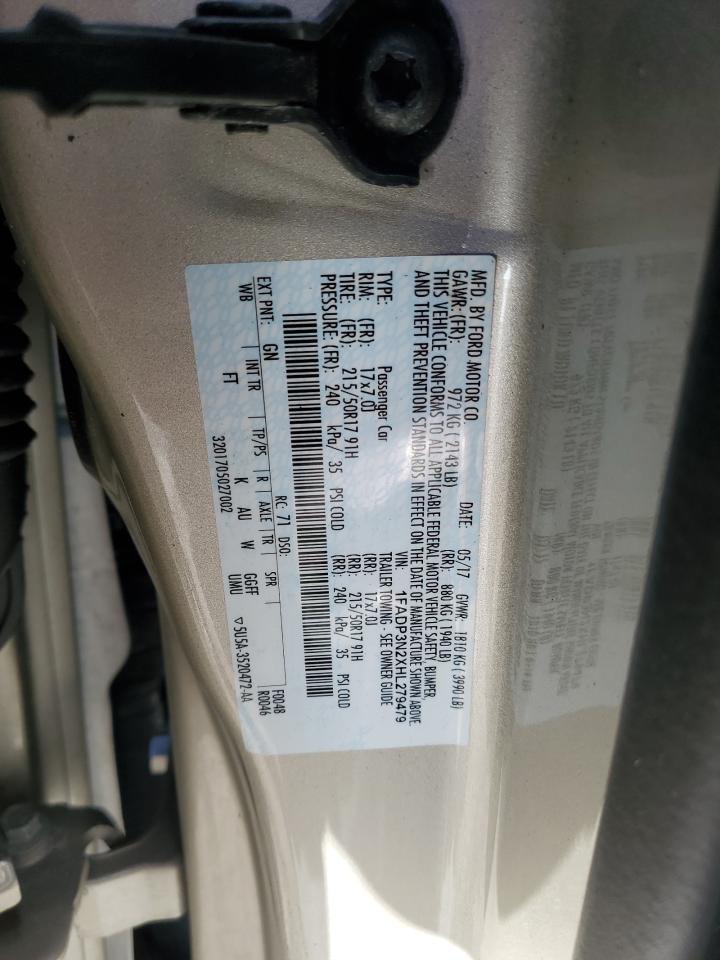 MFD. BY FORD MOTOR CO. DATE: 05/17 GVWR: 1810 KG ( 3990 LB)
GAWR: (FR): 972 KG ( 2143 LB) (RR): 880 KG ( 1940 LB)
THIS VEHICLE CONFORMS TO ALL APPLICABLE FEDERAL MOTOR VEHICLE SAFETY, BUMPER
AND THEFT PREVENTION STANDARDS IN EFFECT ON THE DATE OF MANUFACTURE SHOWN ABOVE.
VIN: 1FADP3N2XHL279479
TYPE: Passenger Car TRAILER TOWING - SEE OWNER GUIDE
RIM: (FR): 17x7.0J (RR): 17x7.0J
TIRE: (FR): 215/50R17 91H (RR): 215/50R17 91H
PRESSURE: (FR): 240 kPa/ 35 PSI COLD (RR): 240 kPa/ 35 PSI COLD
EXT PNT: GN RC: 71 DSO: F0048
WB INT TR TP/PS R AXLE TR SPR R0046
FT K AU W GGFF UMU
3201705027002 ▽5U5A-3520472-AA